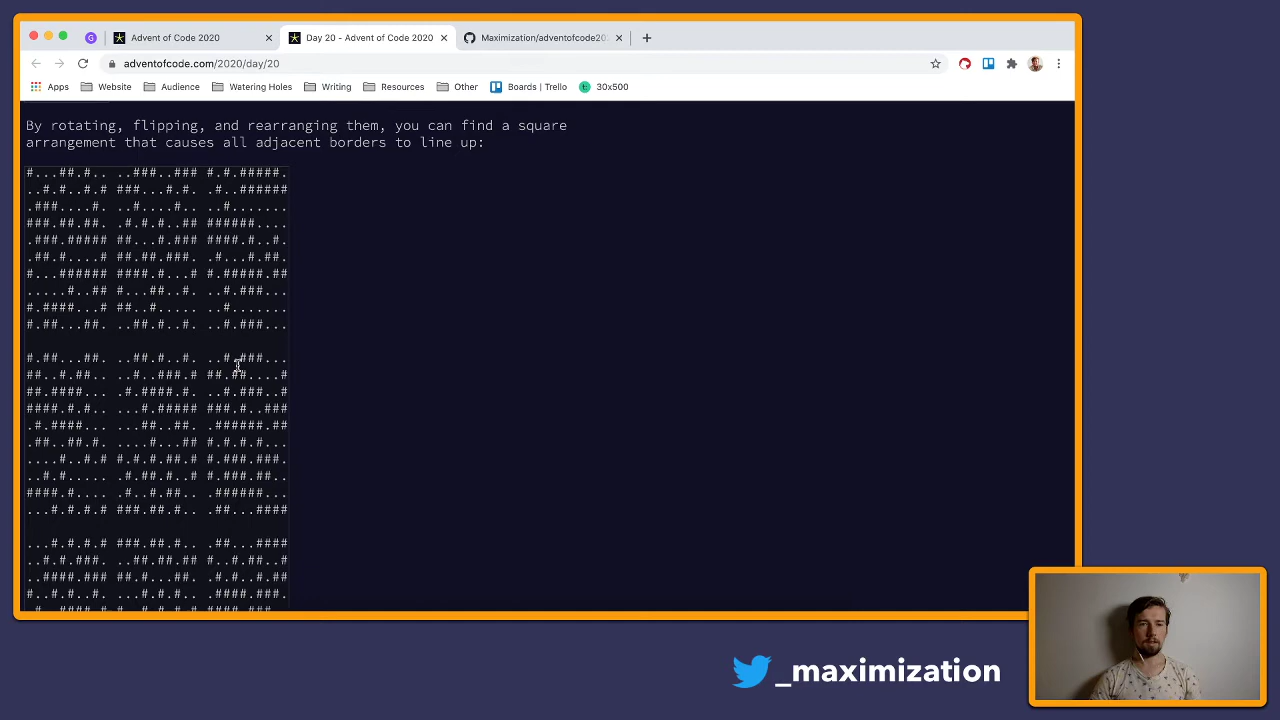 Advent of Code 2020
Day 20 - Advent of Code 2020
Maximization/adventofcode202
adventofcode.com/2020/day/20
Apps
Website
Audience
Watering Holes
Writing
Resources
Other
Boards | Trello
30x500
By rotating, flipping, and rearranging them, you can find a square
arrangement that causes all adjacent borders to line up:
#...##.#.. ..###..### #.#.#####.
..#.#..#.# ###...#.#. .#..######
.###....#. ..#....#.. ..#.......
###.##.##. .#.#.#..## ######....
.###.##### ##...#.### ####.#..#.
.##.#....# ##.##.###. .#...#.##.
#...###### ####.#...# #.#####.##
.....#..## #...##..#. ..#.###...
#.####...# ##..#..... ..#.......
#.##...##. ..##.#..#. ..#.###...
#.##...##. ..##.#..#. ..#.###...
##..#.##.. ..#..###.# ##.##....#
##.####... .#.####.#. ..#.###..#
####.#.#.. ...#.##### ###.#..###
.#.####... ...##..##. .######.##
.##..##.#. ....#...## #.#.#.#...
....#..#.# #.#.#.##.# #.###.###.
..#.#..... .#.##.#..# #.###.##..
####.#.... .#..#.##.. .######...
...#.#.#.# ###.##.#.. .##...####
...#.#.#.# ###.##.#.. .##...####
..#.#.###. ..##.##.## #..#.##..#
..####.### ##.#...##. .#.#..#.##
#..#.#..#. ...#.#.#.. .####.###.
_maximization